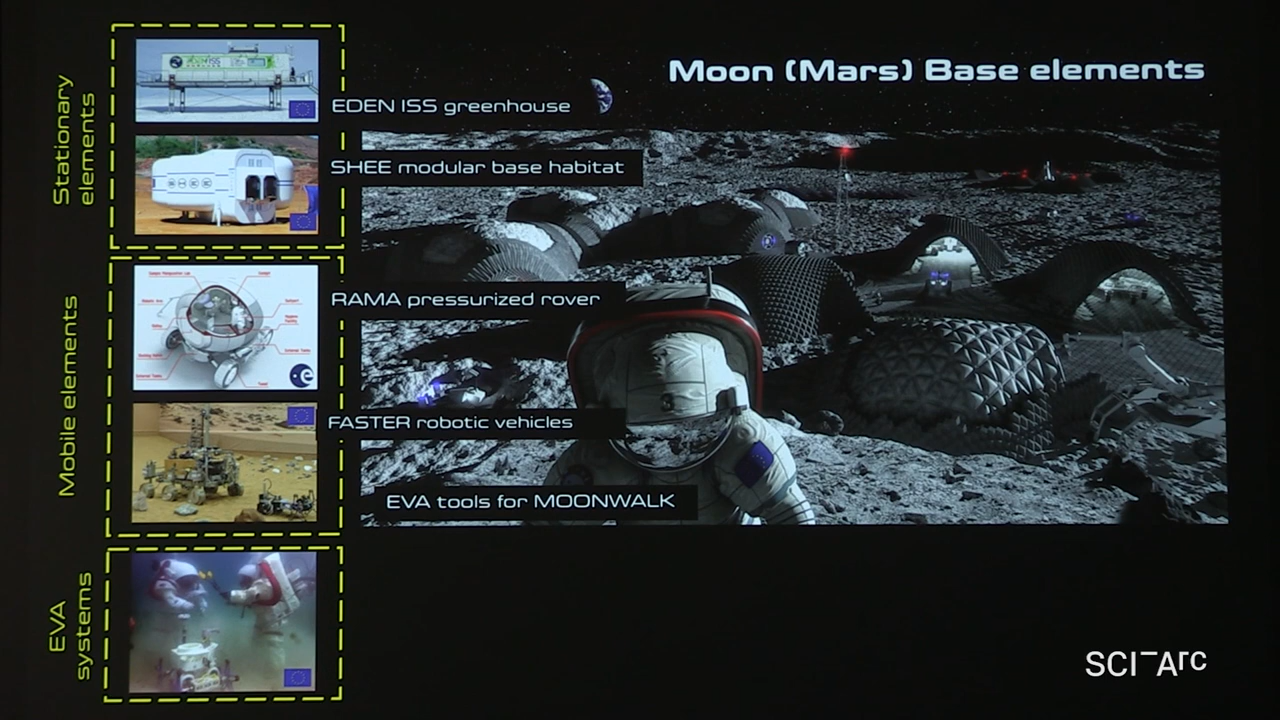 Moon (Mars) Base elements
Stationary
elements
EDEN ISS greenhouse
SHEE modular base habitat
Mobile elements
RAMA pressurized rover
FASTER robotic vehicles
EVA
systems
EVA tools for MOONWALK
SCI-Arc